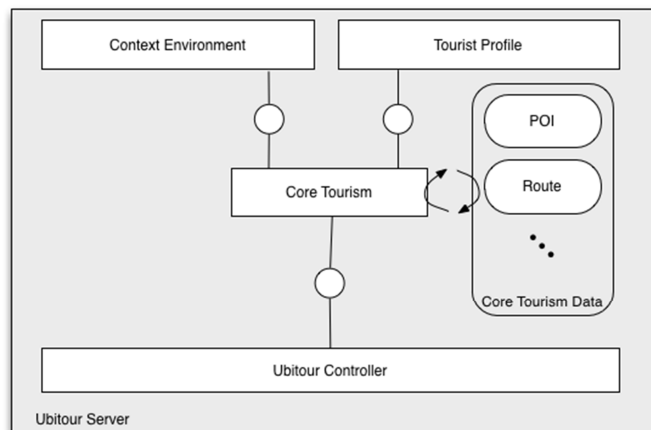 Context Environment
Tourist Profile
POI
Route
Core Tourism
Core Tourism Data
Ubitour Controller
Ubitour Server